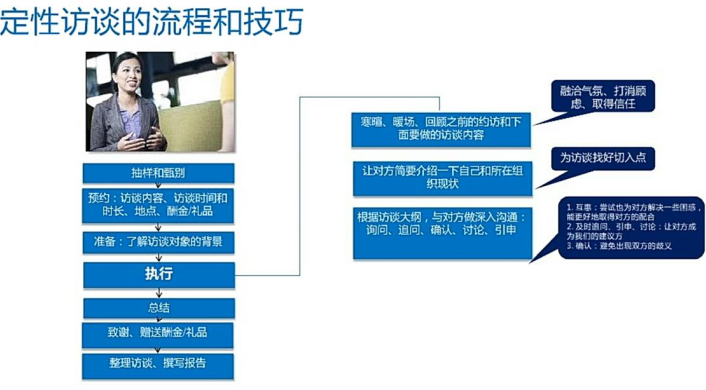 定性访谈的流程和技巧
抽样和甄别
预约：访谈内容、访谈时间和
时长、地点、酬金/礼品
准备：了解访谈对象的背景
执行
总结
致谢、赠送酬金/礼品
整理访谈、撰写报告
寒暄、暖场、回顾之前的约访和下
面要做的访谈内容
让对方简要介绍一下自己和所在组
织现状
根据访谈大纲，与对方做深入沟通：
询问、追问、确认、讨论、引申
融洽气氛、打消顾
虑、取得信任
为访谈找好切入点
1. 互惠：尝试也为对方解决一些困惑，
能更好地取得对方的配合
2. 及时追问、引申、讨论：让对方成
为我们的建议方
3. 确认：避免出现双方的歧义